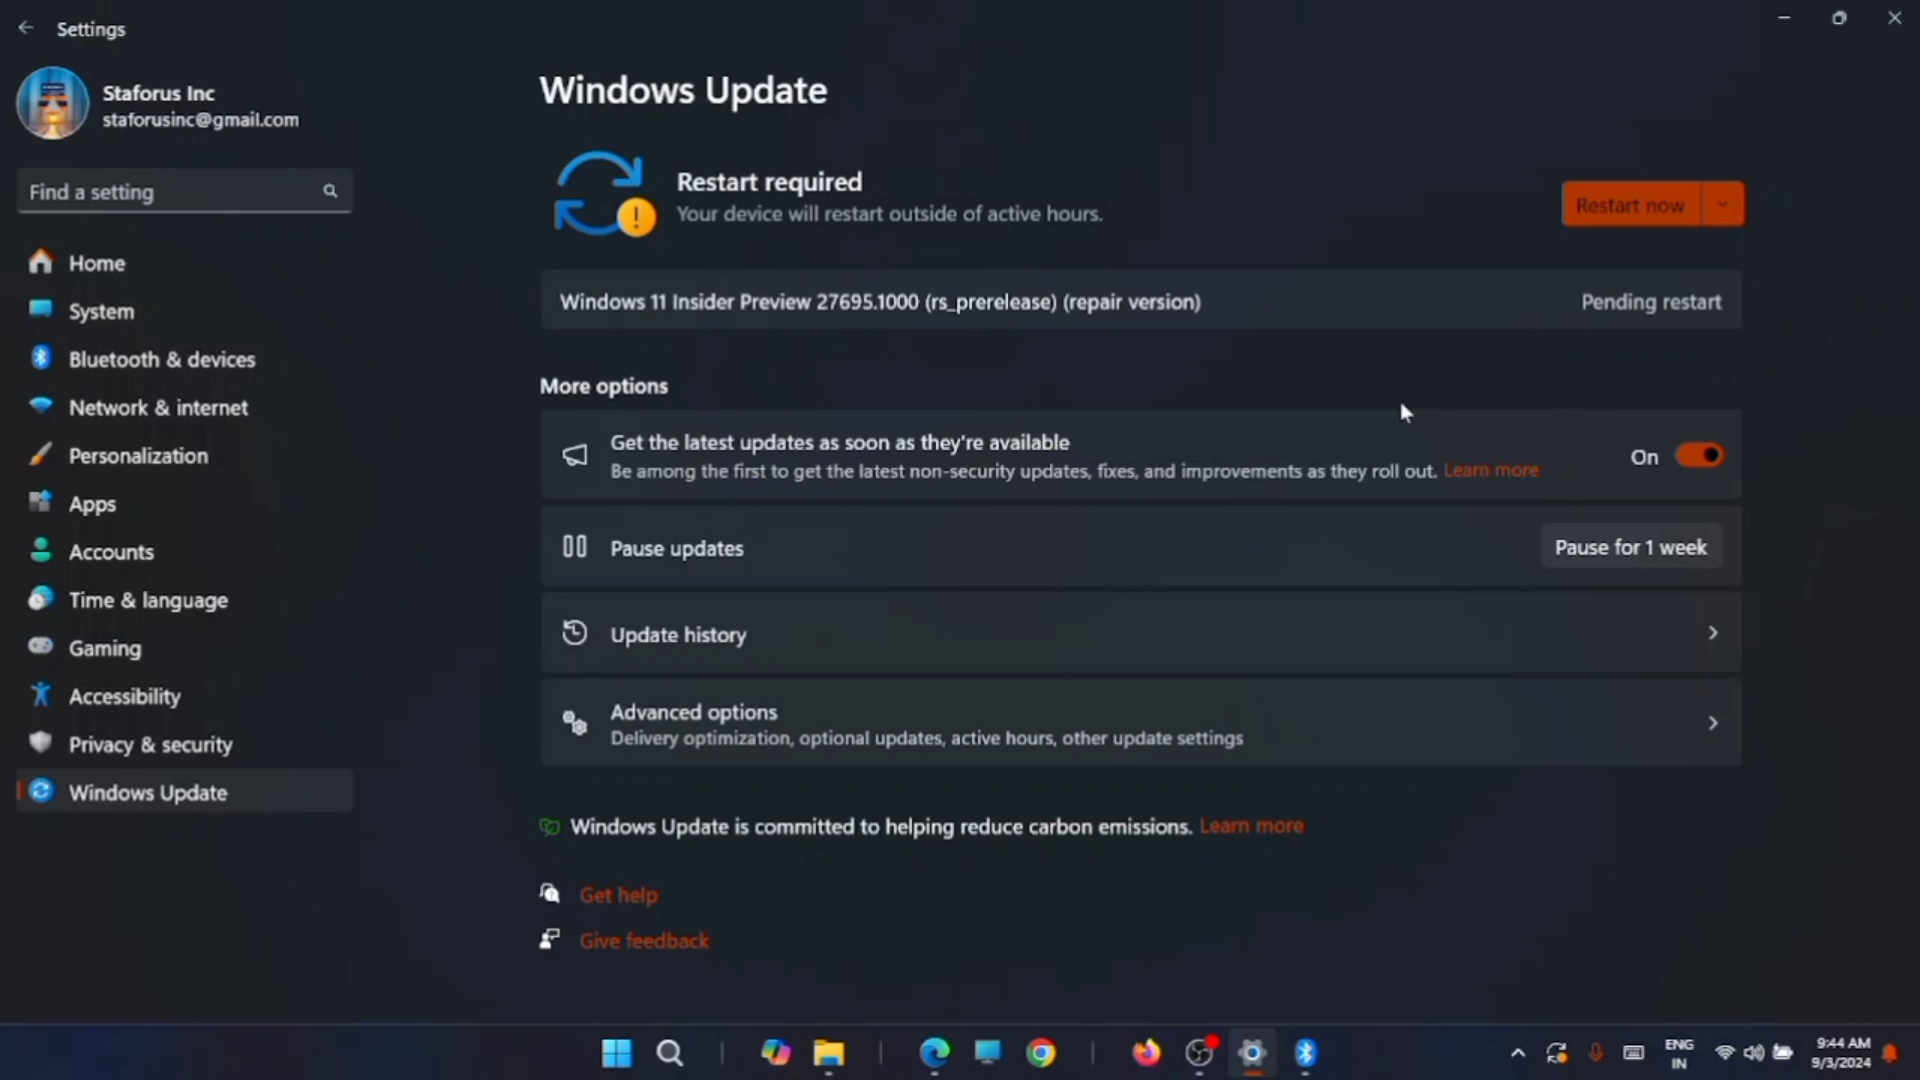 Settings
Staforus Inc
staforusinc@gmail.com
Find a setting
Home
System
Bluetooth & devices
Network & internet
Personalization
Apps
Accounts
Time & language
Gaming
Accessibility
Privacy & security
Windows Update
Windows Update
Restart required
Your device will restart outside of active hours.
Restart now
Windows 11 Insider Preview 27695.1000 (rs_prerelease) (repair version)
Pending restart
More options
Get the latest updates as soon as they're available
Be among the first to get the latest non-security updates, fixes, and improvements as they roll out. Learn more
On
Pause updates
Pause for 1 week
Update history
Advanced options
Delivery optimization, optional updates, active hours, other update settings
Windows Update is committed to helping reduce carbon emissions. Learn more
Get help
Give feedback
ENG
IN
9:44 AM
9/3/2024